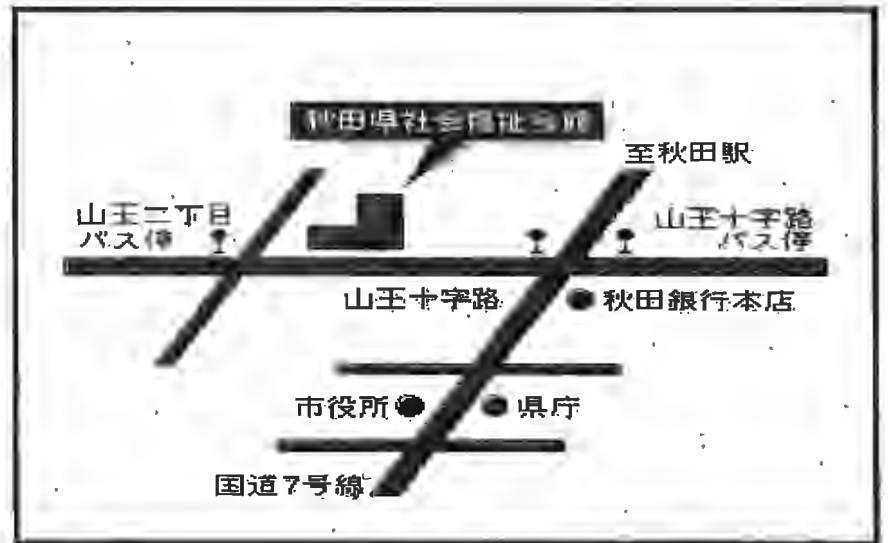 秋田県社会福祉会館
至秋田駅
山王二丁目
バス停
山王十字路
バス停
山王十字路
秋田銀行本店
市役所
県庁
国道7号線